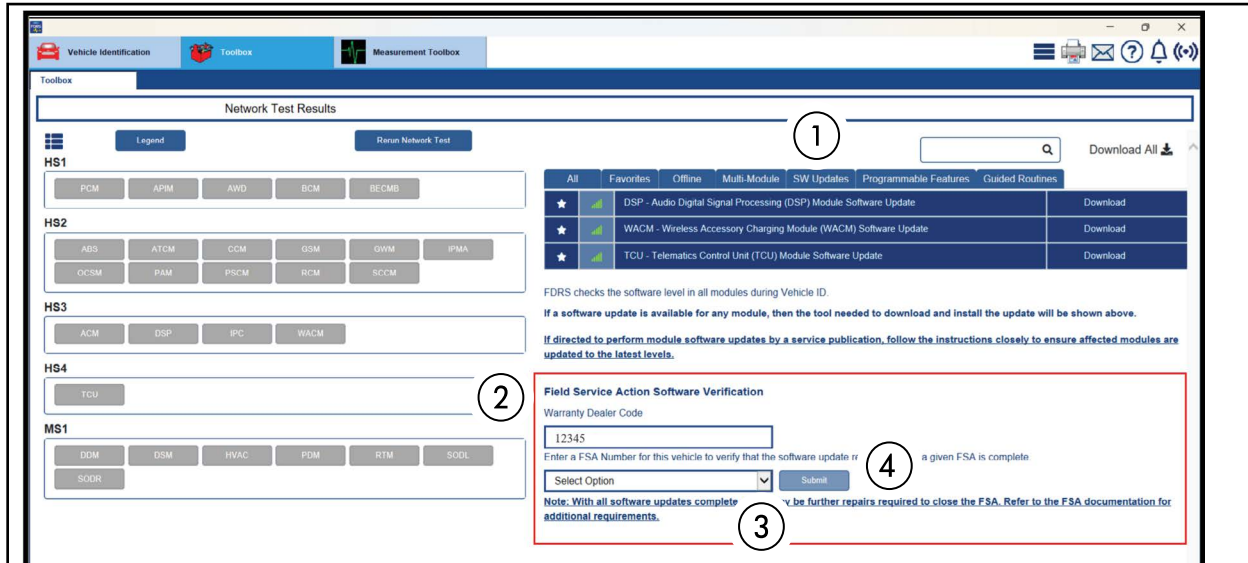 Vehicle Identification
Toolbox
Measurement Toolbox
Toolbox
Network Test Results
Legend
Rerun Network Test
1
Download All
HS1
PCM APIM AWD BCM BECMB
All Favorites Offline Multi-Module SW Updates Programmable Features Guided Routines
DSP - Audio Digital Signal Processing (DSP) Module Software Update Download
WACM - Wireless Accessory Charging Module (WACM) Software Update Download
TCU - Telematics Control Unit (TCU) Module Software Update Download
HS2
ABS ATCM CCM GSM GWM IPMA
OCSM PAM PSCM RCM SCCM
FDRS checks the software level in all modules during Vehicle ID.
If a software update is available for any module, then the tool needed to download and install the update will be shown above.
If directed to perform module software updates by a service publication, follow the instructions closely to ensure affected modules are
updated to the latest levels.
HS3
ACM DSP IPC WACM
HS4
TCU
MS1
DDM DSM HVAC PDM RTM SODL
SODR
2
Field Service Action Software Verification
Warranty Dealer Code
12345
Enter a FSA Number for this vehicle to verify that the software update re a given FSA is complete.
4
Select Option
Submit
Note: With all software updates complete be further repairs required to close the FSA. Refer to the FSA documentation for
additional requirements.
3